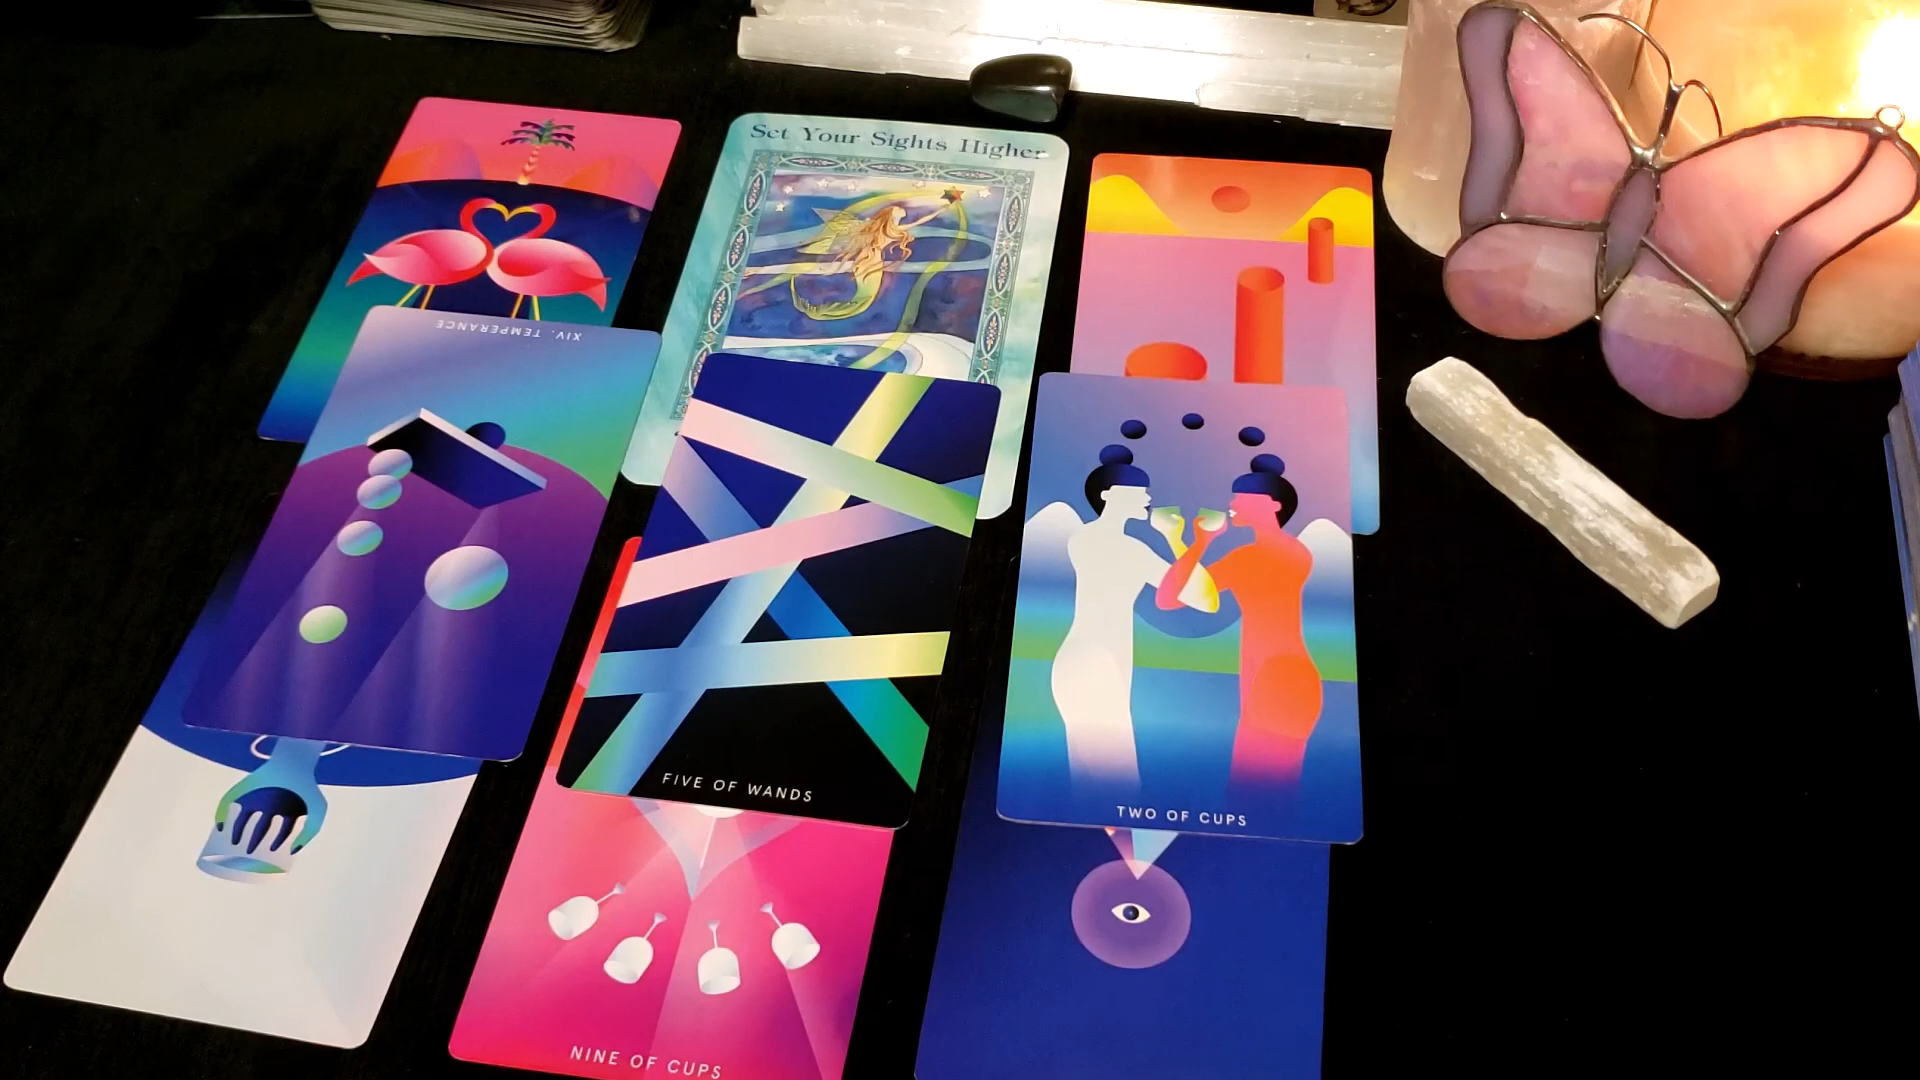 Set Your Sights Higher
XIV. TEMPERANCE
FIVE OF WANDS
TWO OF CUPS
NINE OF CUPS